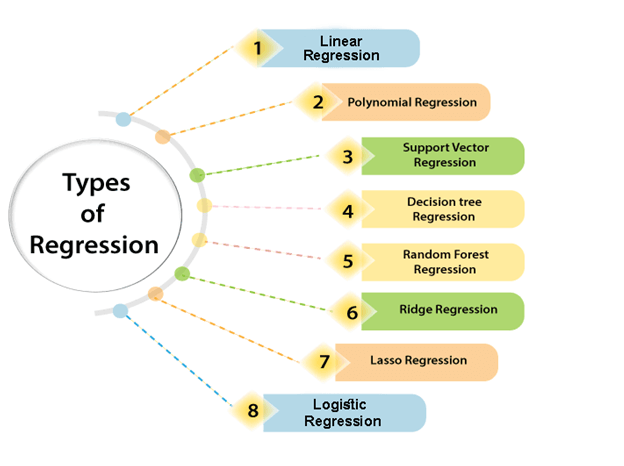 Types
of
Regression
1
Linear
Regression
2
Polynomial Regression
3
Support Vector
Regression
4
Decision tree
Regression
5
Random Forest
Regression
6
Ridge Regression
7
Lasso Regression
8
Logistic
Regression